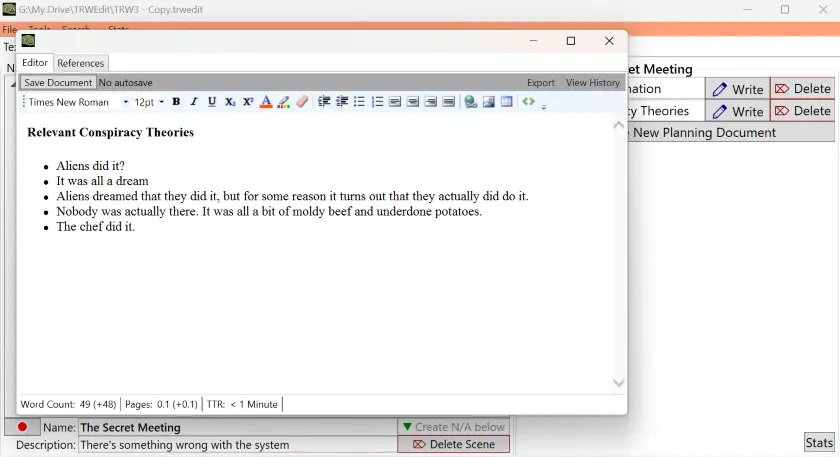 G:\My Drive\TRWEdit\TRW3 - Copy.trwedit
File Tools Search Stats
Editor References
Save Document No autosave Export View History
Times New Roman 12pt B I U X₂ X² A
Relevant Conspiracy Theories
Aliens did it?
It was all a dream
Aliens dreamed that they did it, but for some reason it turns out that they actually did do it.
Nobody was actually there. It was all a bit of moldy beef and underdone potatoes.
The chef did it.
Word Count: 49 (+48) Pages: 0.1 (+0.1) TTR: < 1 Minute
Meeting
Write Delete
Theories Write Delete
New Planning Document
Name: The Secret Meeting Create N/A below
Description: There's something wrong with the system Delete Scene
Stats